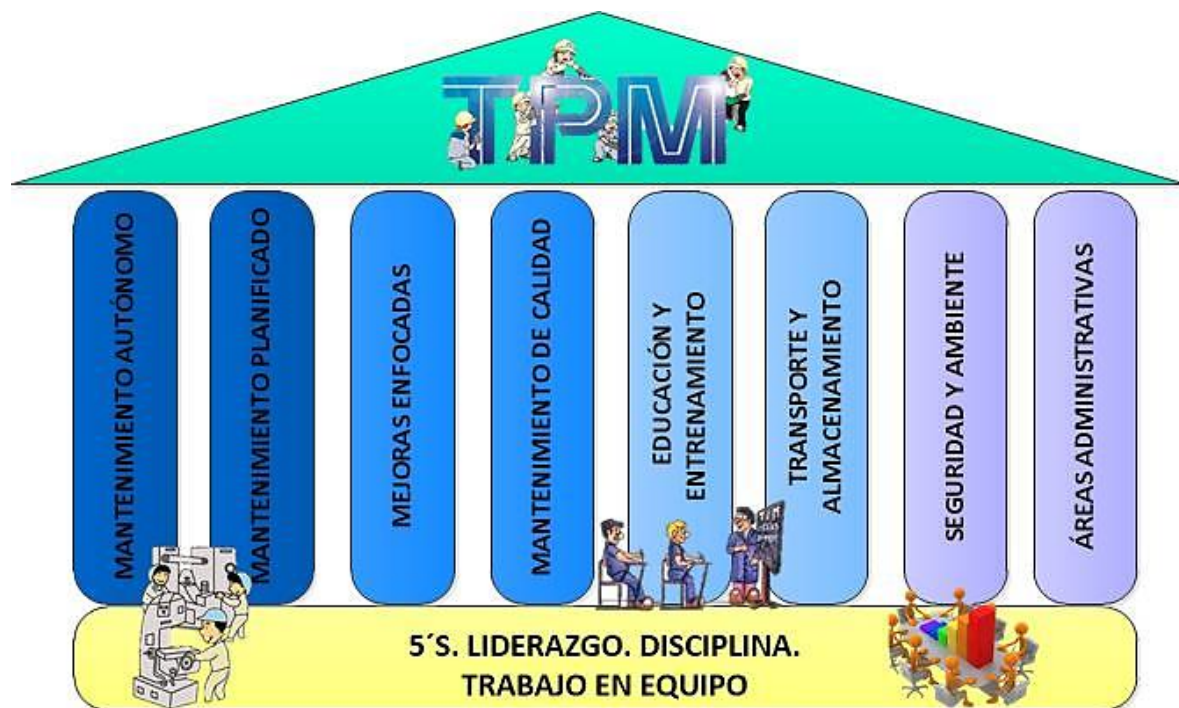 TPM
MANTENIMIENTO AUTÓNOMO
MANTENIMIENTO PLANIFICADO
MEJORAS ENFOCADAS
MANTENIMIENTO DE CALIDAD
EDUCACIÓN Y
ENTRENAMIENTO
TRANSPORTE Y
ALMACENAMIENTO
SEGURIDAD Y AMBIENTE
ÁREAS ADMINISTRATIVAS
5´S. LIDERAZGO. DISCIPLINA.
TRABAJO EN EQUIPO